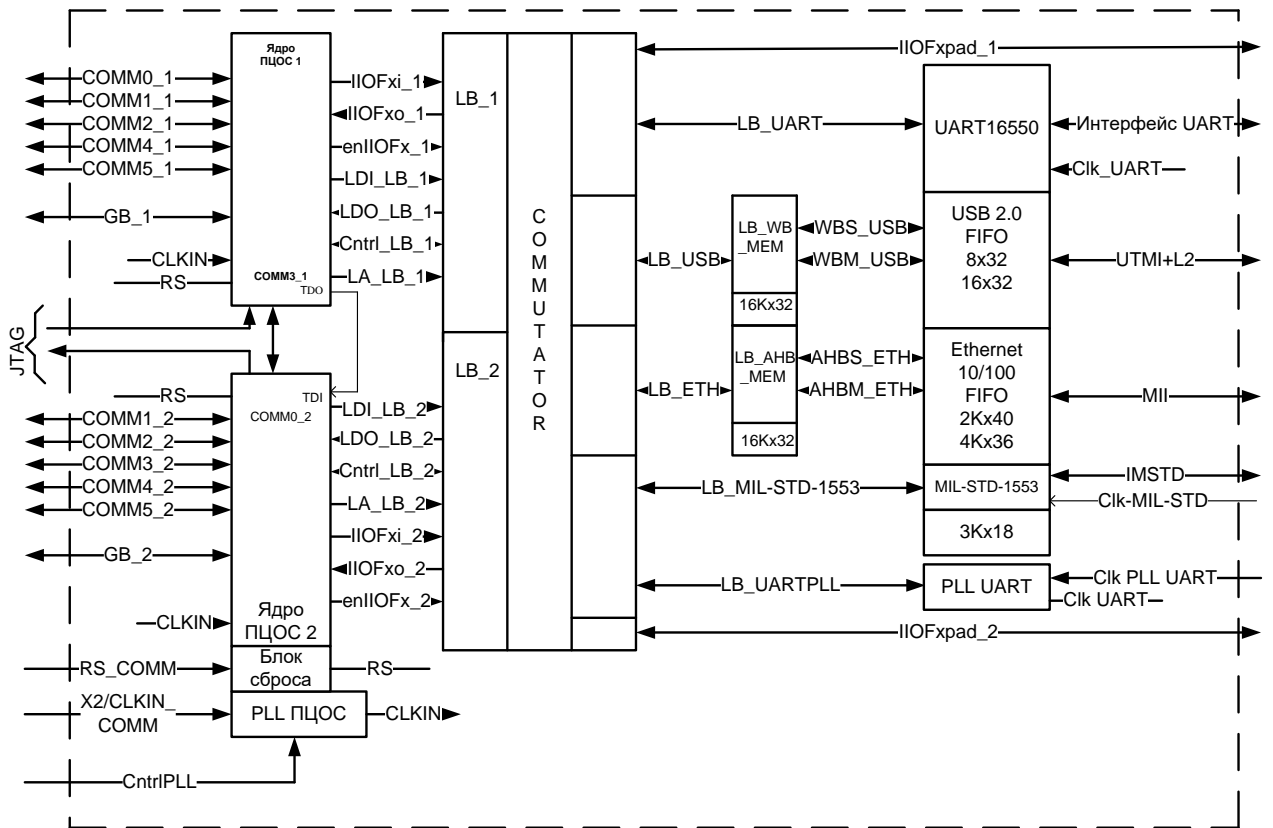 Ядро
ПЦОС 1
COMM0_1
COMM1_1
COMM2_1
COMM4_1
COMM5_1
GB_1
CLKIN
RS
COMM3_1
TDO
IIOFxi_1
IIOFxo_1
enIIOFx_1
LDI_LB_1
LDO_LB_1
Cntrl_LB_1
LA_LB_1
JTAG
RS
TDI
COMM0_2
COMM1_2
COMM2_2
COMM3_2
COMM4_2
COMM5_2
GB_2
CLKIN
Ядро
ПЦОС 2
LDI_LB_2
LDO_LB_2
Cntrl_LB_2
LA_LB_2
IIOFxi_2
IIOFxo_2
enIIOFx_2
RS_COMM
Блок
сброса
RS
X2/CLKIN_
COMM
PLL ПЦОС
CLKIN
CntrlPLL
LB_1
LB_2
C
O
M
M
U
T
A
T
O
R
IIOFxpad_1
LB_UART
UART16550
Интерфейс UART
Clk_UART
LB_USB
LB_WB
_MEM
16Kx32
WBS_USB
WBM_USB
USB 2.0
FIFO
8x32
16x32
UTMI+L2
LB_ETH
LB_AHB
_MEM
16Kx32
AHBS_ETH
AHBM_ETH
Ethernet
10/100
FIFO
2Kx40
4Kx36
MII
LB_MIL-STD-1553
MIL-STD-1553
IMSTD
Clk-MIL-STD
3Kx18
LB_UARTPLL
PLL UART
Clk PLL UART
Clk UART
IIOFxpad_2